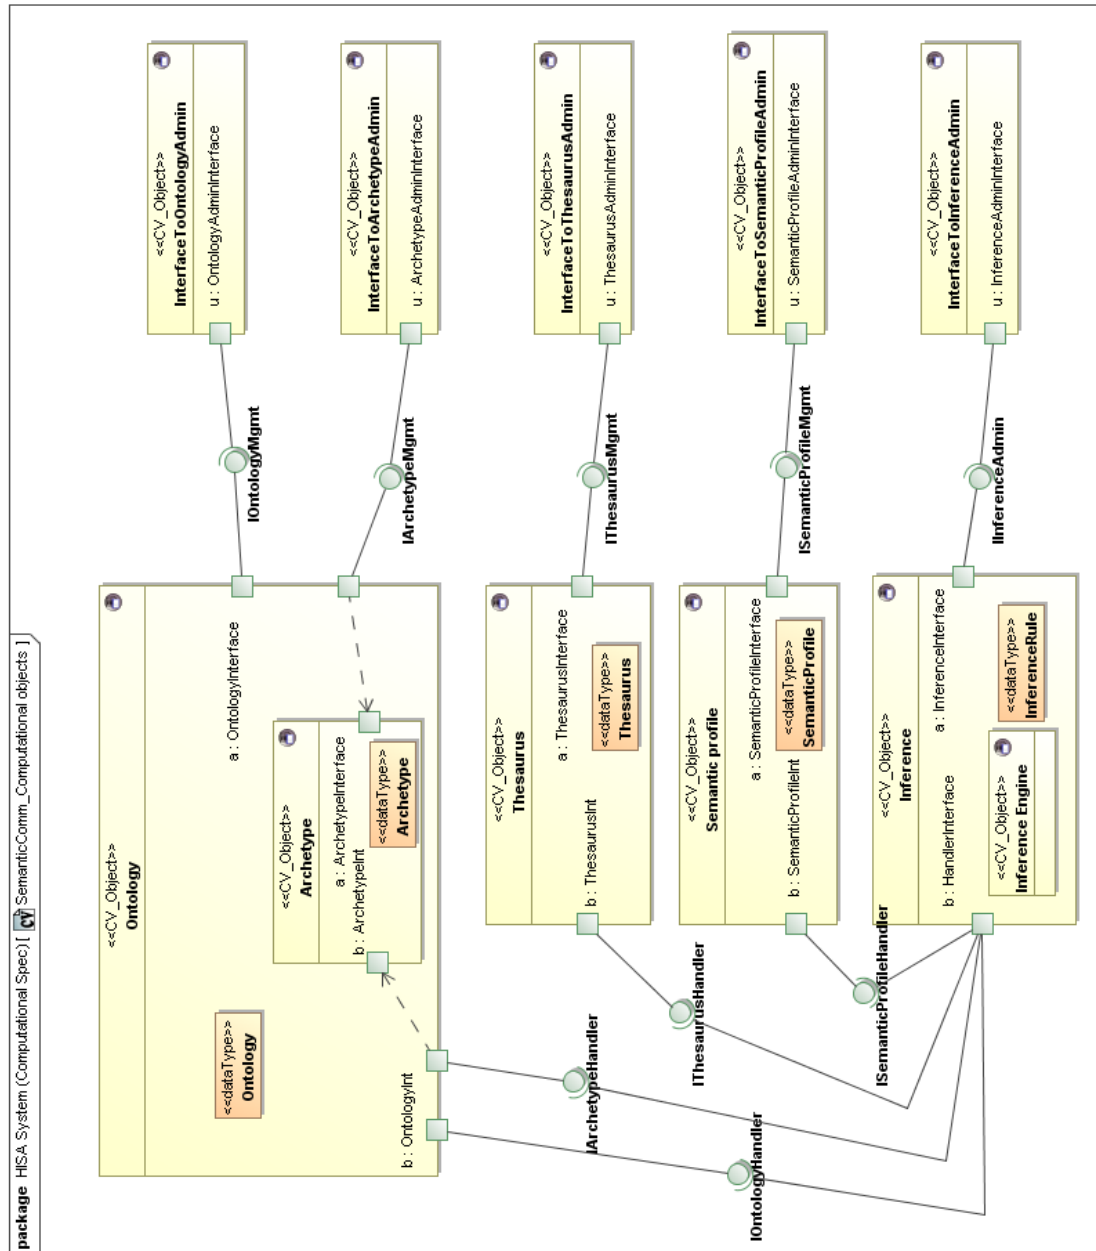 package HISA System (Computational Spec)[ CV SemanticComm_Computational objects ]
<<CV_Object>>
InterfaceToOntologyAdmin
u : OntologyAdminInterface
<<CV_Object>>
InterfaceToArchetypeAdmin
u : ArchetypeAdminInterface
<<CV_Object>>
InterfaceToThesaurusAdmin
u : ThesaurusAdminInterface
<<CV_Object>>
InterfaceToSemanticProfileAdmin
u : SemanticProfileAdminInterface
<<CV_Object>>
InterfaceToInferenceAdmin
u : InferenceAdminInterface
IOntologyMgmt
IArchetypeMgmt
IThesaurusMgmt
ISemanticProfileMgmt
IInferenceAdmin
<<CV_Object>>
Ontology
a : OntologyInterface
<<CV_Object>>
Archetype
a : ArchetypeInterface
b : ArchetypeInt
<<dataType>>
Archetype
<<dataType>>
Ontology
b : OntologyInt
<<CV_Object>>
Thesaurus
a : ThesaurusInterface
<<dataType>>
Thesaurus
b : ThesaurusInt
<<CV_Object>>
Semantic profile
a : SemanticProfileInterface
<<dataType>>
SemanticProfile
b : SemanticProfileInt
<<CV_Object>>
Inference
a : InferenceInterface
<<dataType>>
InferenceRule
b : HandlerInterface
<<CV_Object>>
Inference Engine
IArchetypeHandler
IThesaurusHandler
ISemanticProfileHandler
IOntologyHandler